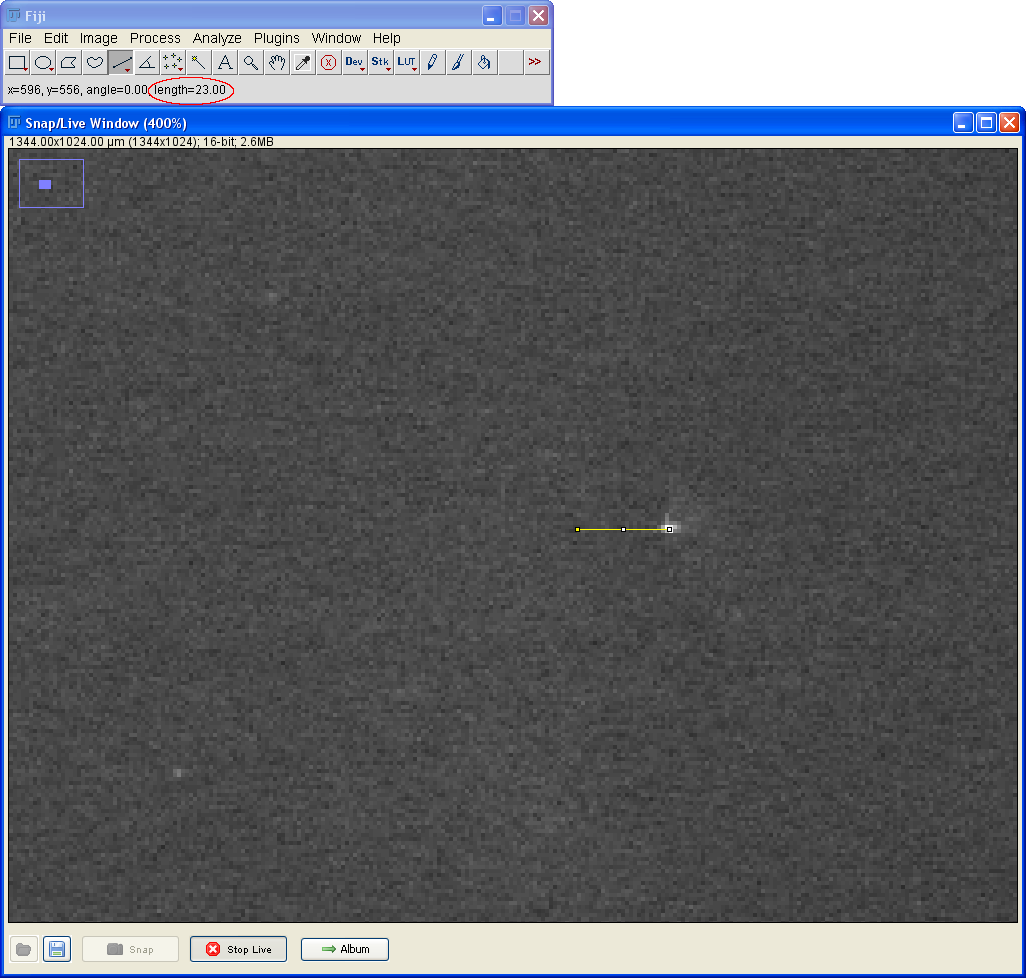 Fiji
File Edit Image Process Analyze Plugins Window Help
A Dev Stk LUT >>
x=596, y=556, angle=0.00, length=23.00
Snap/Live Window (400%)
1344.00x1024.00 µm (1344x1024); 16-bit; 2.6MB
Snap Stop Live Album